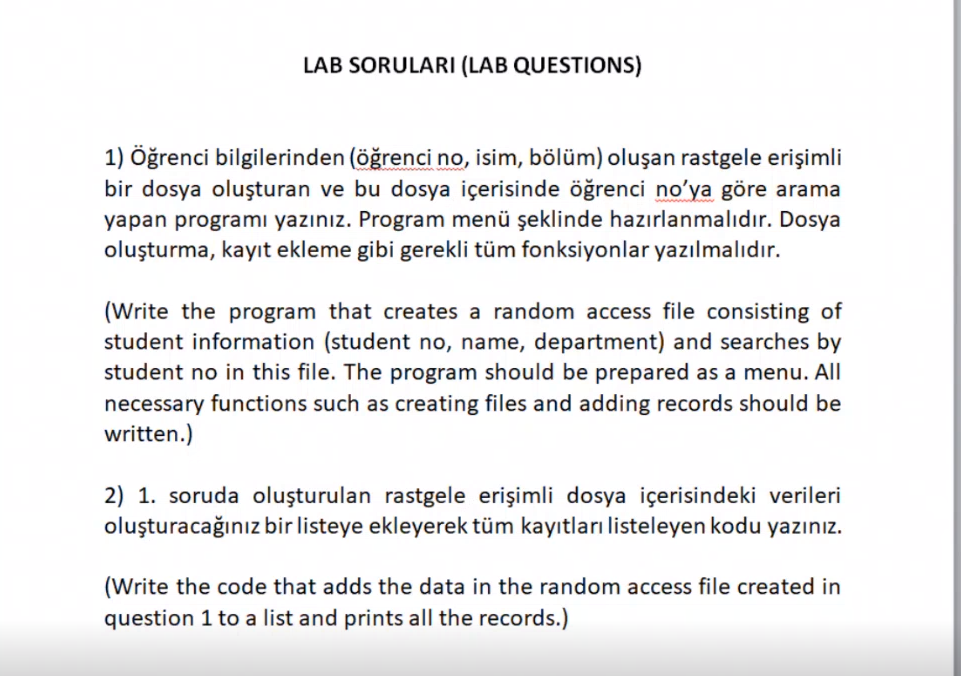 LAB SORULARI (LAB QUESTIONS)
1) Öğrenci bilgilerinden (öğrenci no, isim, bölüm) oluşan rastgele erişimli
bir dosya oluşturan ve bu dosya içerisinde öğrenci no’ya göre arama
yapan programı yazınız. Program menü şeklinde hazırlanmalıdır. Dosya
oluşturma, kayıt ekleme gibi gerekli tüm fonksiyonlar yazılmalıdır.
(Write the program that creates a random access file consisting of
student information (student no, name, department) and searches by
student no in this file. The program should be prepared as a menu. All
necessary functions such as creating files and adding records should be
written.)
2) 1. soruda oluşturulan rastgele erişimli dosya içerisindeki verileri
oluşturacağınız bir listeye ekleyerek tüm kayıtları listeleyen kodu yazınız.
(Write the code that adds the data in the random access file created in
question 1 to a list and prints all the records.)